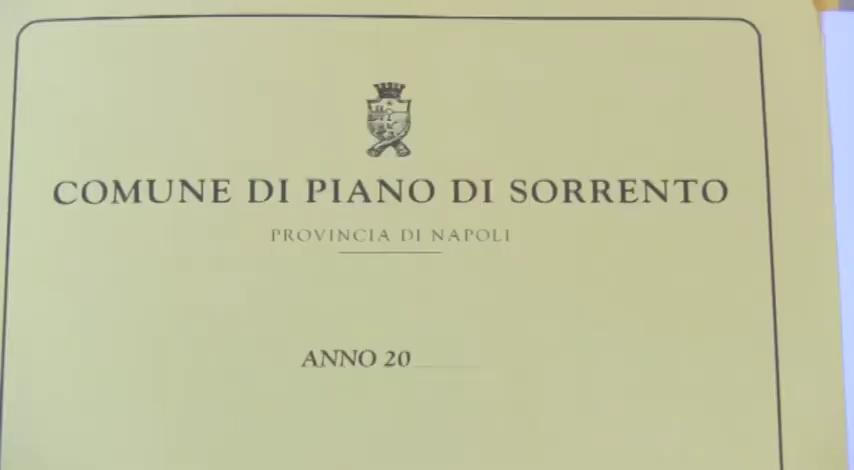 COMUNE DI PIANO DI SORRENTO
PROVINCIA DI NAPOLI
ANNO 20